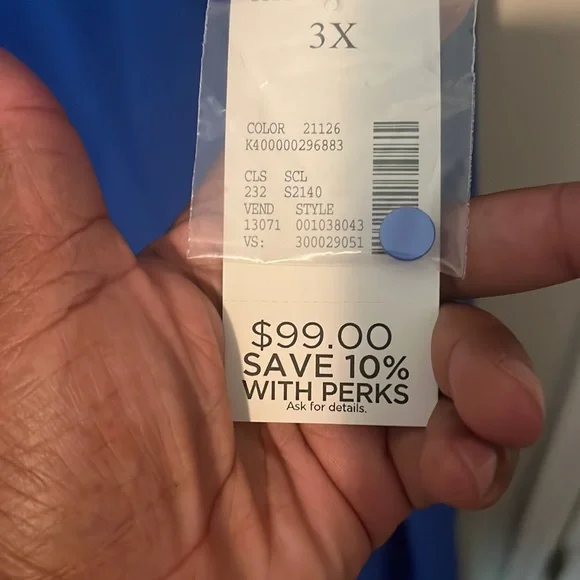 3X
COLOR 21126
K400000296883
CLS SCL
232 S2140
VEND STYLE
13071 001038043
VS: 300029051
$99.00
SAVE 10%
WITH PERKS
Ask for details.